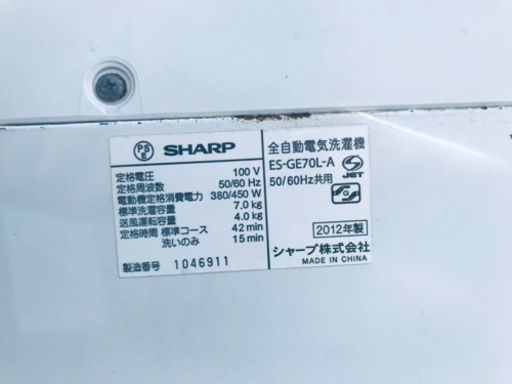 PS
E
SHARP
定格電圧 100 V
定格周波数 50/60 Hz
電動機定格消費電力 380/450 W
標準洗濯容量 7.0 kg
送風運転容量 4.0 kg
定格時間 標準コース 42 min
洗いのみ 15 min
製造番号 1046911
全自動電気洗濯機
ES-GE70L-A
50/60Hz共用
JET
2012年製
シャープ株式会社
MADE IN CHINA